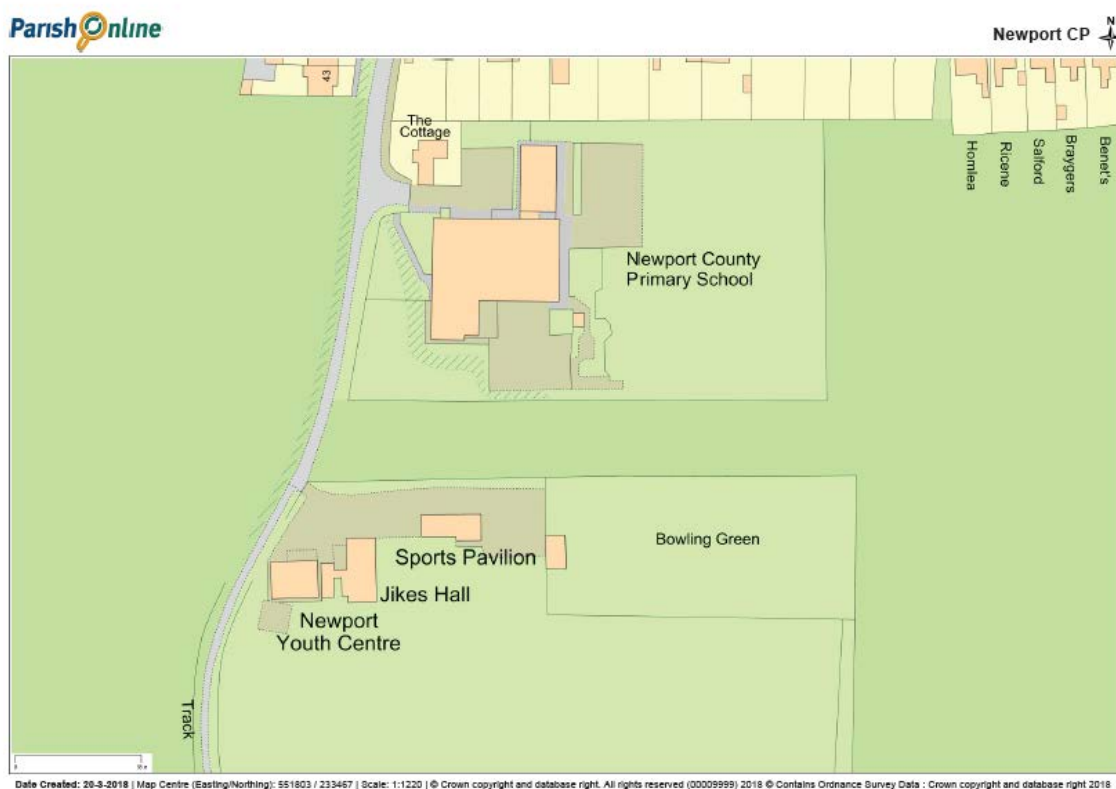 Parish Online
Newport CP
N
43
The
Cottage
Homlea
Ricene
Salford
Braygers
Benet's
Newport County
Primary School
Bowling Green
Sports Pavilion
Jikes Hall
Newport
Youth Centre
Track
Date Created: 20-3-2018 | Map Centre (Easting/Northing): 551803 / 233467 | Scale: 1:1220 | © Crown copyright and database right. All rights reserved (00009999) 2018 © Contains Ordnance Survey Data : Crown copyright and database right 2018